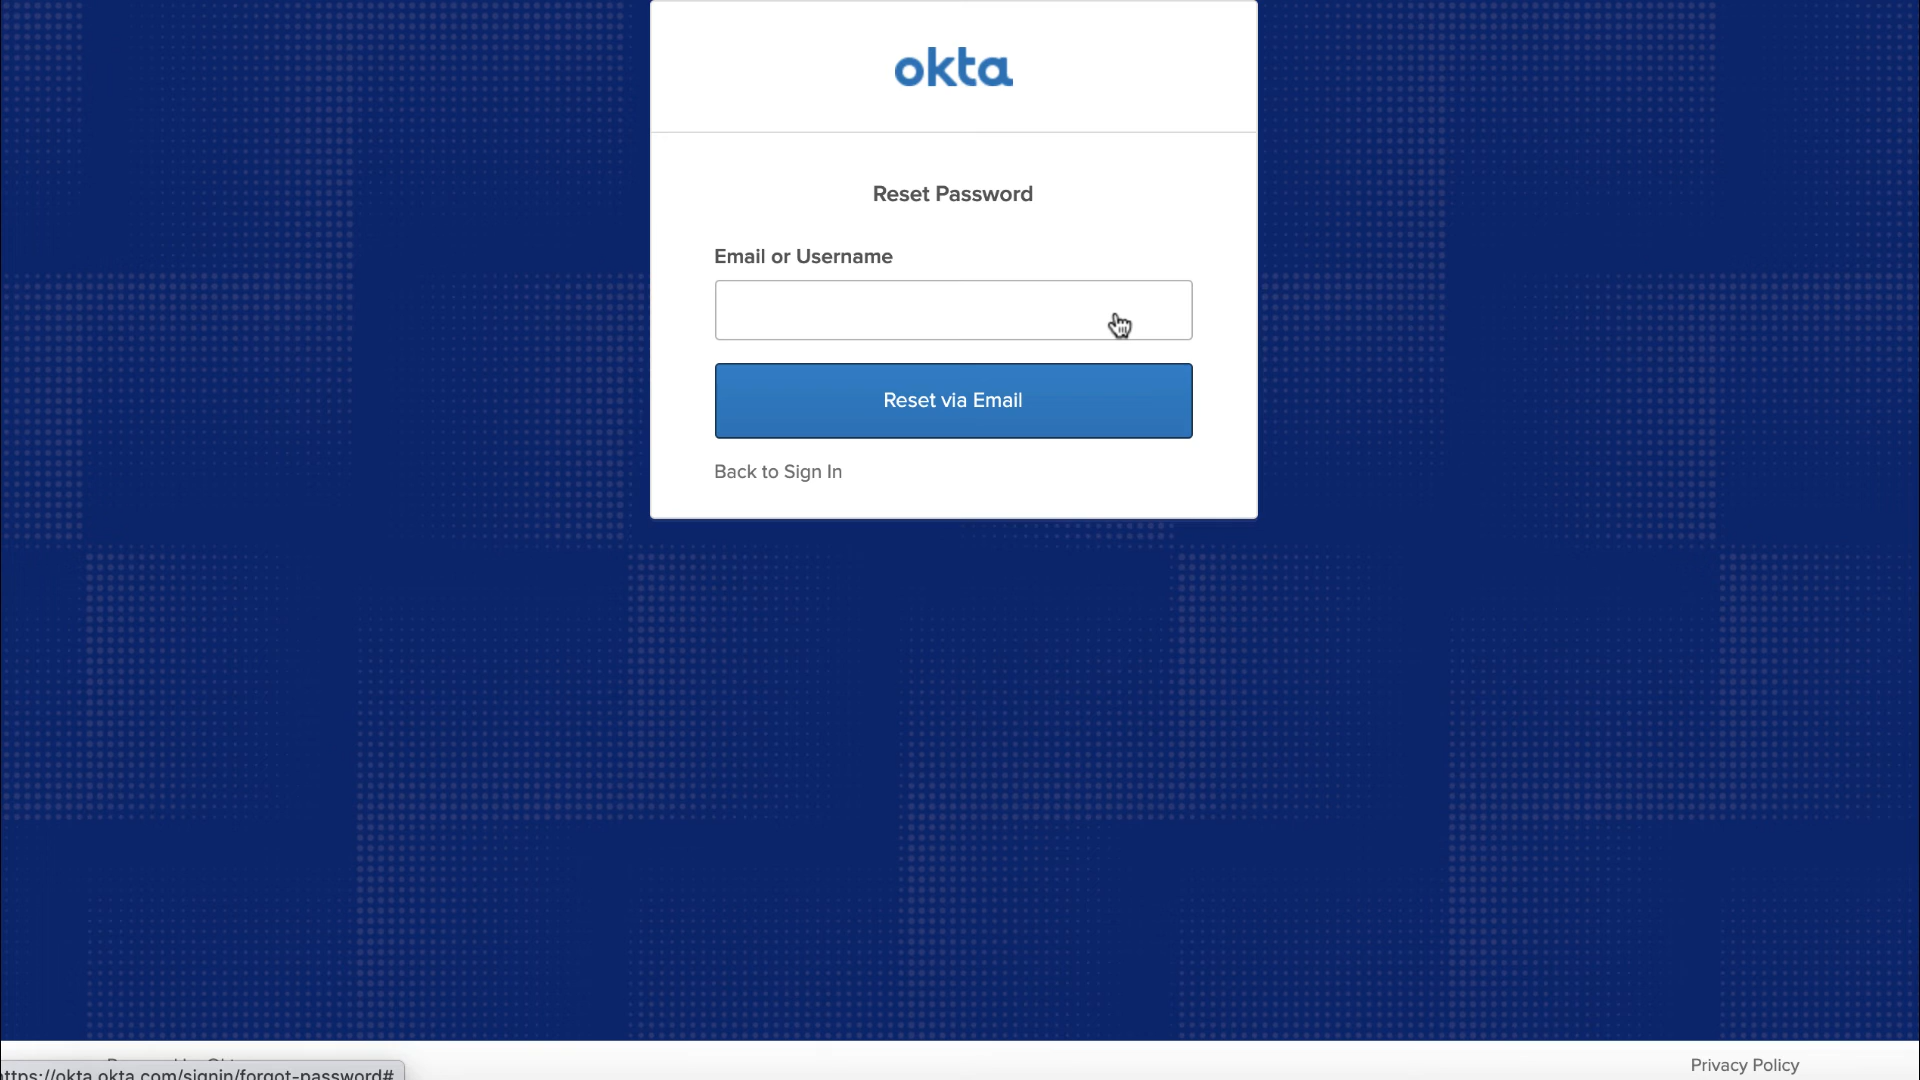 okta
Reset Password
Email or Username
Reset via Email
Back to Sign In
Privacy Policy
ttps://okta.okta.com/signin/forgot-password#